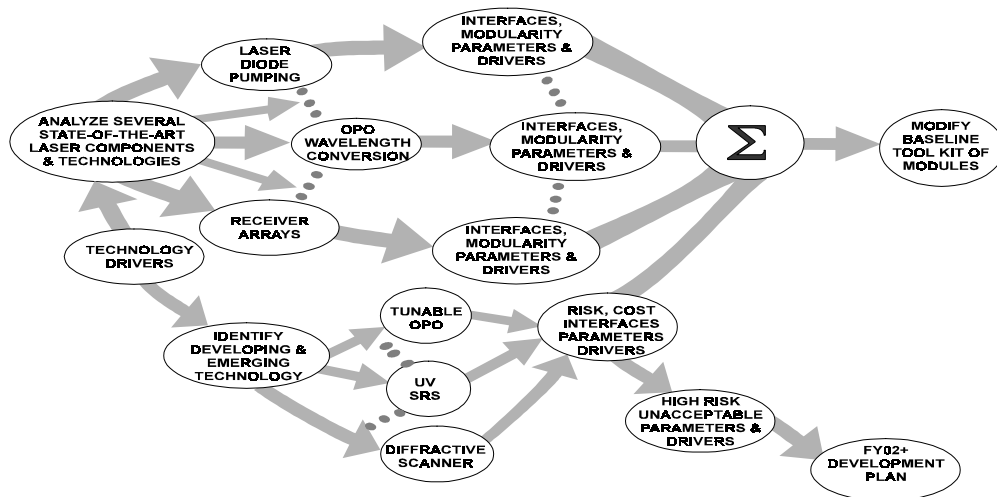 LASER
DIODE
PUMPING
INTERFACES,
MODULARITY
PARAMETERS &
DRIVERS
ANALYZE SEVERAL
STATE-OF-THE-ART
LASER COMPONENTS
& TECHNOLOGIES
OPO
WAVELENGTH
CONVERSION
INTERFACES,
MODULARITY
PARAMETERS &
DRIVERS
Σ
MODIFY
BASELINE
TOOL KIT OF
MODULES
RECEIVER
ARRAYS
INTERFACES,
MODULARITY
PARAMETERS &
DRIVERS
TECHNOLOGY
DRIVERS
TUNABLE
OPO
RISK, COST
INTERFACES
PARAMETERS
DRIVERS
IDENTIFY
DEVELOPING &
EMERGING
TECHNOLOGY
UV
SRS
HIGH RISK
UNACCEPTABLE
PARAMETERS &
DRIVERS
DIFFRACTIVE
SCANNER
FY02+
DEVELOPMENT
PLAN